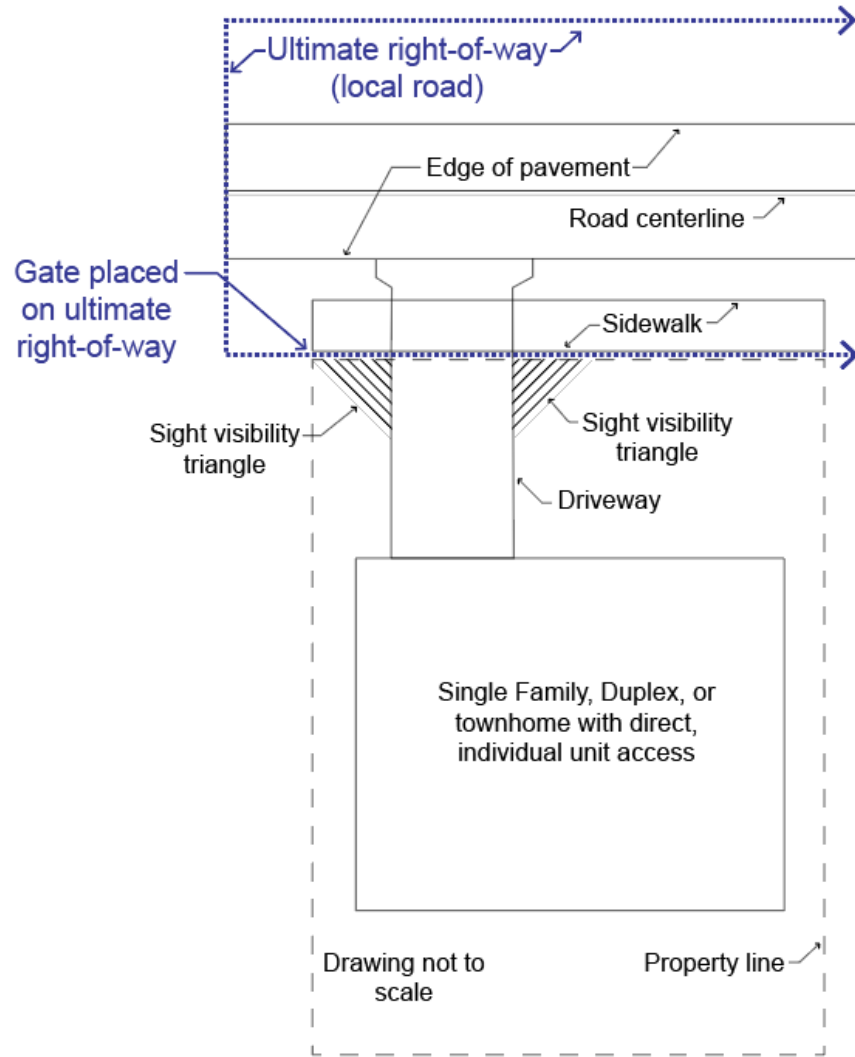 Ultimate right-of-way
(local road)
Edge of pavement
Road centerline
Gate placed
on ultimate
right-of-way
Sidewalk
Sight visibility
triangle
Sight visibility
triangle
Driveway
Single Family, Duplex, or
townhome with direct,
individual unit access
Drawing not to
scale
Property line